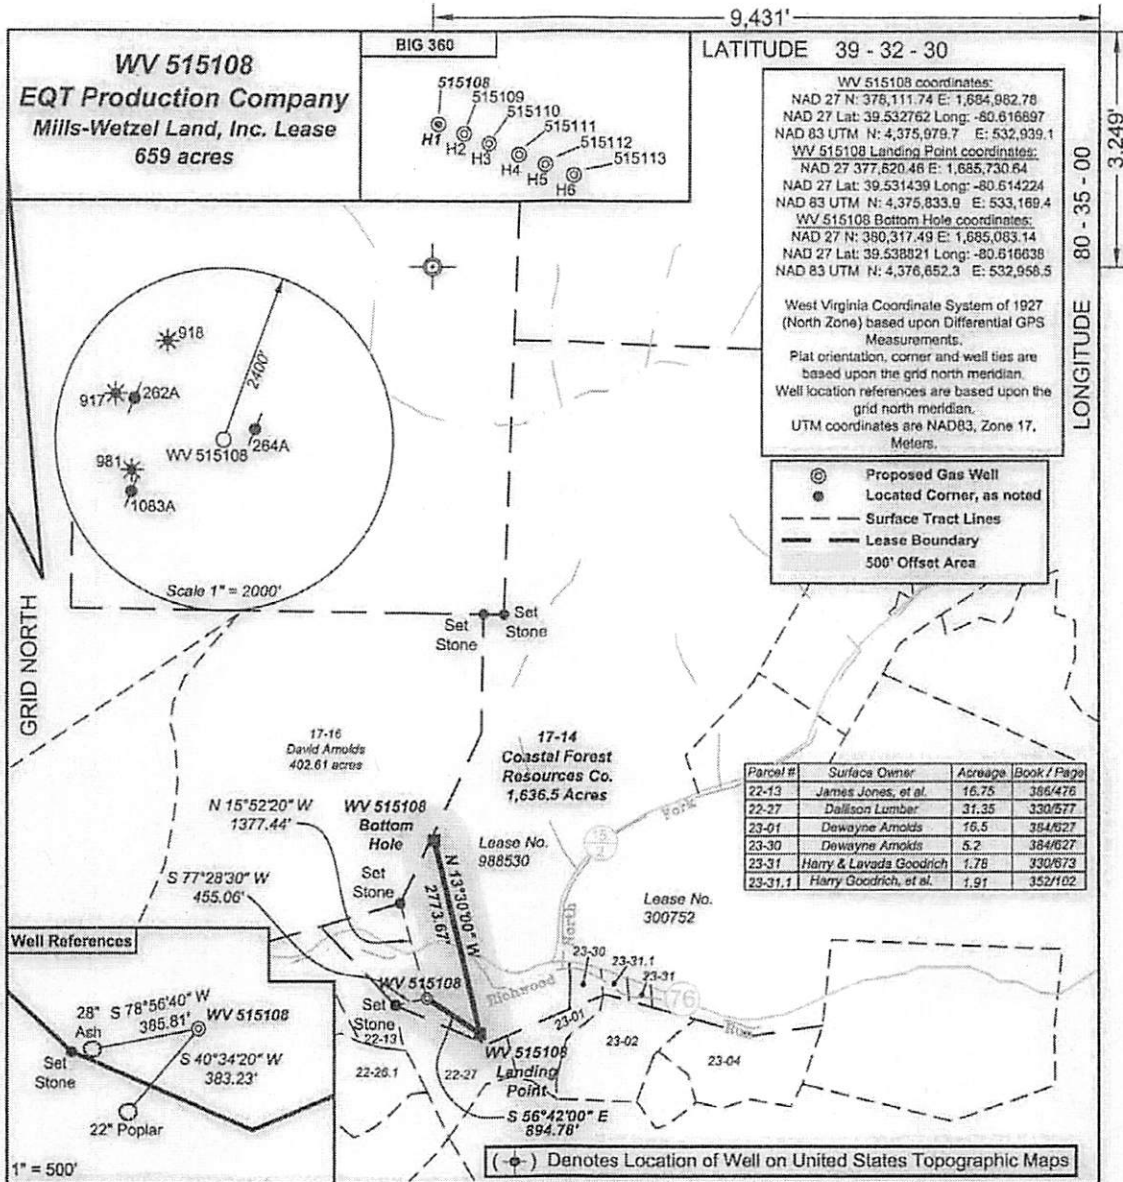 9,431'
WV 515108
EQT Production Company
Mills-Wetzel Land, Inc. Lease
659 acres
BIG 360
515108
515109
515110
515111
515112
515113
H1
H2
H3
H4
H5
H6
LATITUDE 39 - 32 - 30
3,249'
LONGITUDE 80 - 35 - 00
WV 515108 coordinates:
NAD 27 N: 378,111.74 E: 1,684,982.78
NAD 27 Lat: 39.532762 Long: -80.616897
NAD 83 UTM N: 4,375,979.7 E: 532,939.1
WV 515108 Landing Point coordinates:
NAD 27 377,620.46 E: 1,685,730.64
NAD 27 Lat: 39.531439 Long: -80.614224
NAD 83 UTM N: 4,375,833.9 E: 533,169.4
WV 515108 Bottom Hole coordinates:
NAD 27 N: 380,317.49 E: 1,685,083.14
NAD 27 Lat: 39.538821 Long: -80.616638
NAD 83 UTM N: 4,376,652.3 E: 532,958.5
West Virginia Coordinate System of 1927
(North Zone) based upon Differential GPS
Measurements.
Plat orientation, corner and well ties are
based upon the grid north meridian.
Well location references are based upon the
grid north meridian.
UTM coordinates are NAD83, Zone 17,
Meters.
Proposed Gas Well
Located Corner, as noted
Surface Tract Lines
Lease Boundary
500' Offset Area
918
2400'
917
262A
264A
WV 515108
981
1083A
Scale 1" = 2000'
GRID NORTH
Set
Stone
Set
Stone
17-16
David Arnolds
402.61 acres
17-14
Coastal Forest
Resources Co.
1,636.5 Acres
Parcel # Surface Owner Acreage Book / Page
22-13 James Jones, et al. 16.75 386/476
22-27 Dallison Lumber 31.35 330/577
23-01 Dewayne Arnolds 16.5 384/627
23-30 Dewayne Arnolds 5.2 384/627
23-31 Harry & Lavada Goodrich 1.78 330/673
23-31.1 Harry Goodrich, et al. 1.91 352/102
N 15°52'20" W
1377.44'
WV 515108
Bottom
Hole
Lease No.
988530
15
2
North Fork
S 77°28'30" W
455.06'
Set
Stone
N 13°30'00" W
2773.67'
Lease No.
300752
Well References
28"
Ash
S 78°56'40" W
385.81'
WV 515108
S 40°34'20" W
383.23'
Set
Stone
22" Poplar
1" = 500'
WV 515108
Set
Stone
Richwood Run
23-30
23-31.1
23-31
76
23-01
23-02
23-04
22-13
22-26.1
22-27
WV 515108
Landing
Point
S 56°42'00" E
894.78'
( ) Denotes Location of Well on United States Topographic Maps